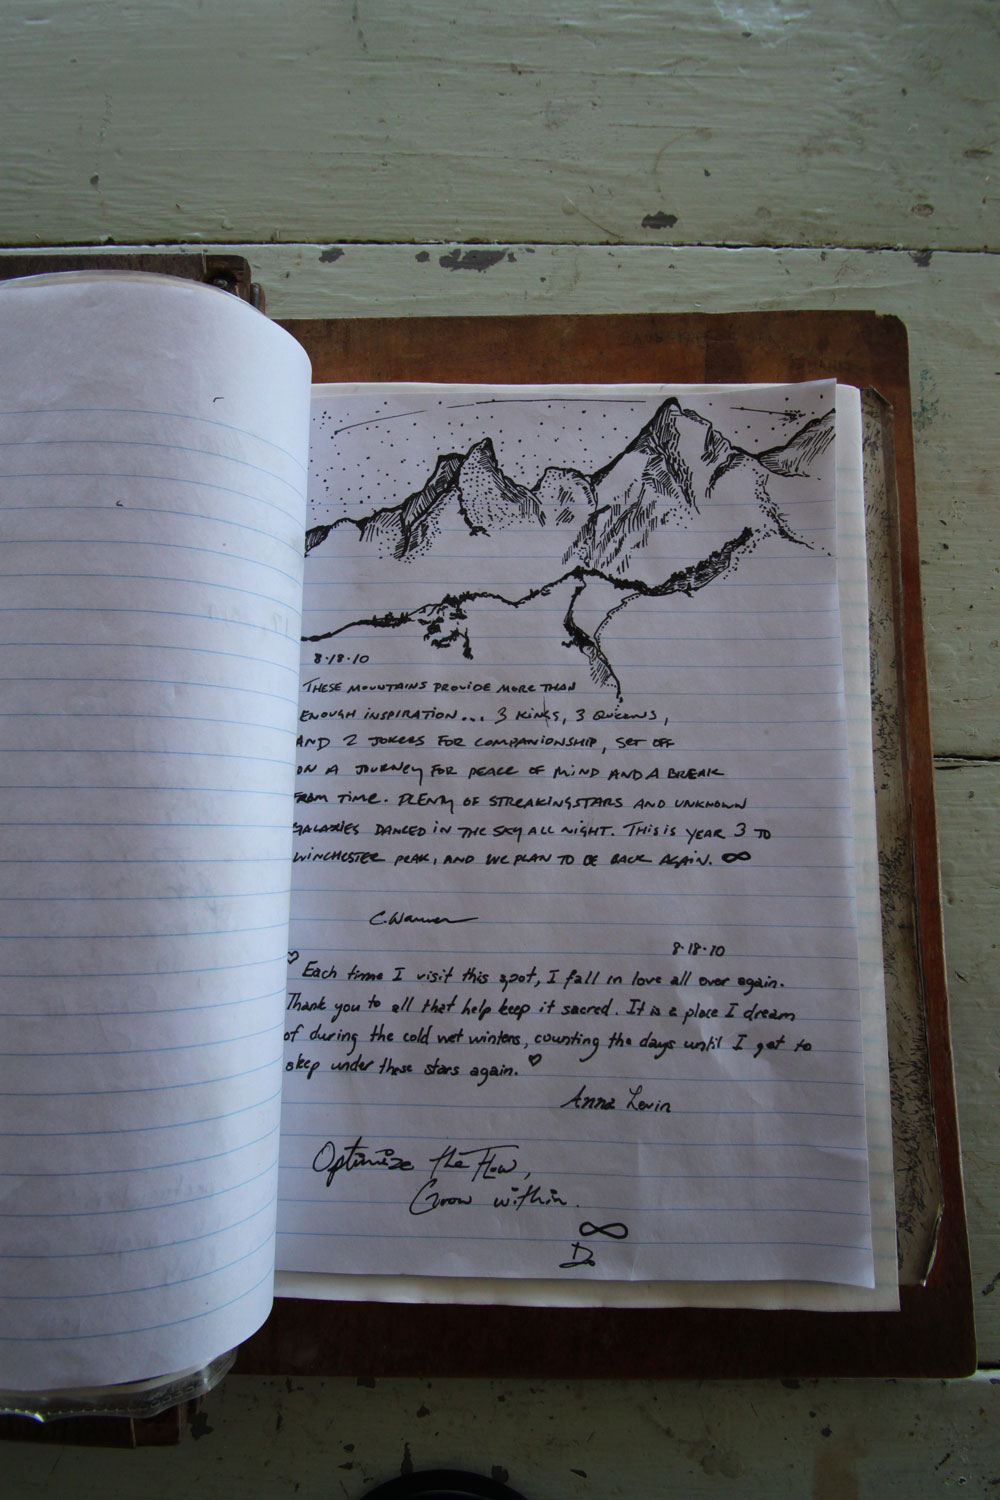 8·18·10
THESE MOUNTAINS PROVIDE MORE THAN
ENOUGH INSPIRATION... 3 KINGS, 3 QUEENS,
AND 2 JOKERS FOR COMPANIONSHIP, SET OFF
ON A JOURNEY FOR PEACE OF MIND AND A BREAK
FROM TIME. PLENTY OF STREAKING STARS AND UNKNOWN
GALAXIES DANCED IN THE SKY ALL NIGHT. THIS IS YEAR 3 TO
WINCHESTER PEAK, AND WE PLAN TO BE BACK AGAIN. ∞
C. Warren
8·18·10
♡ Each time I visit this spot, I fall in love all over again.
Thank you to all that help keep it sacred. It is a place I dream
of during the cold wet winters, counting the days until I get to
sleep under these stars again. ♡
Anna Levin
Optimize the Flow,
Grow within.
∞
D.